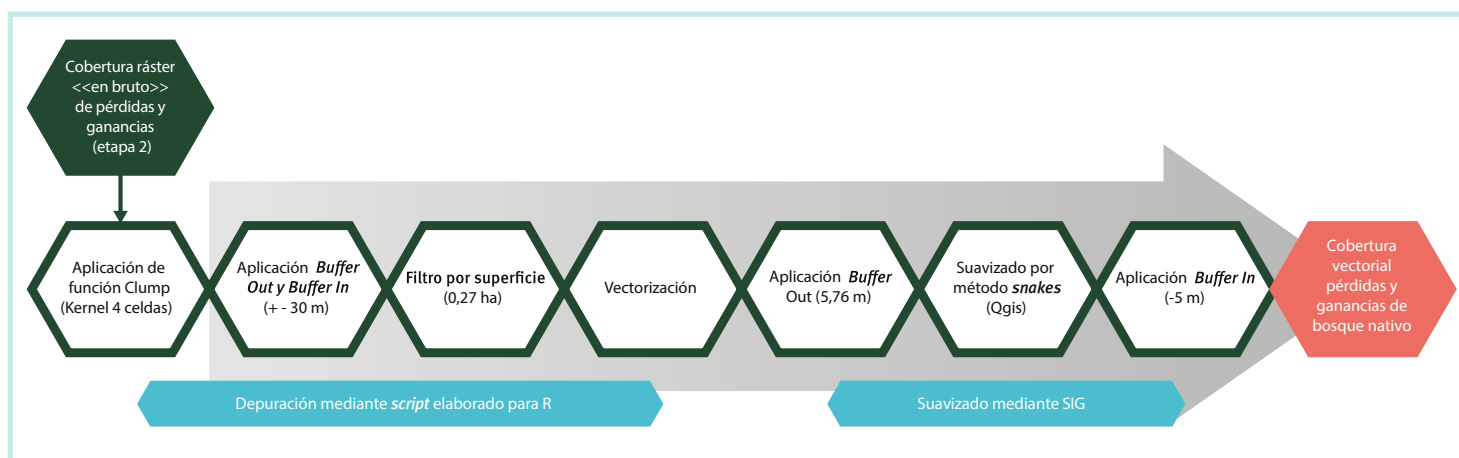 Cobertura ráster
<<en bruto>>
de pérdidas y
ganancias
(etapa 2)
Aplicación de
función Clump
(Kernel 4 celdas)
Aplicación Buffer
Out y Buffer In
(+ - 30 m)
Filtro por superficie
(0,27 ha)
Vectorización
Aplicación Buffer
Out (5,76 m)
Suavizado por
método snakes
(Qgis)
Aplicación Buffer In
(-5 m)
Cobertura
vectorial
pérdidas y
ganancias de
bosque nativo
Depuración mediante script elaborado para R
Suavizado mediante SIG